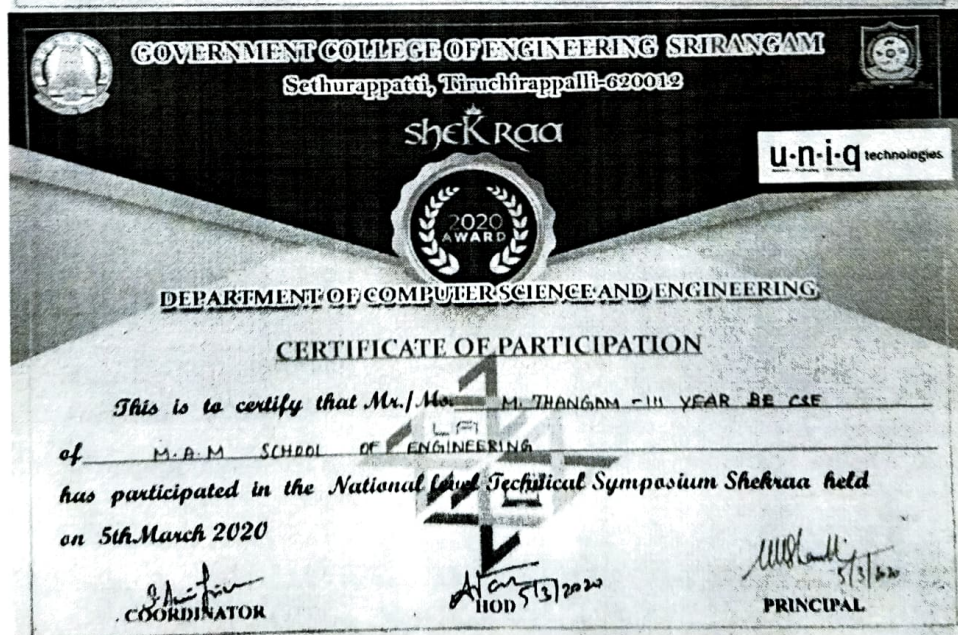 GOVERNMENT COLLEGE OF ENGINEERING SRIRANGAM
Sethurappatti, Tiruchirappalli-620012
sheKRaa
u-n-i-q technologies
2020
AWARD
DEPARTMENT OF COMPUTER SCIENCE AND ENGINEERING
CERTIFICATE OF PARTICIPATION
This is to certify that Mr./Ms. M. THANGAM - III YEAR BE CSE
of M.A.M SCHOOL OF ENGINEERING
has participated in the National level Technical Symposium Shekraa held
on 5th March 2020
5/3/2020
5/3/2020
COORDINATOR HOD PRINCIPAL